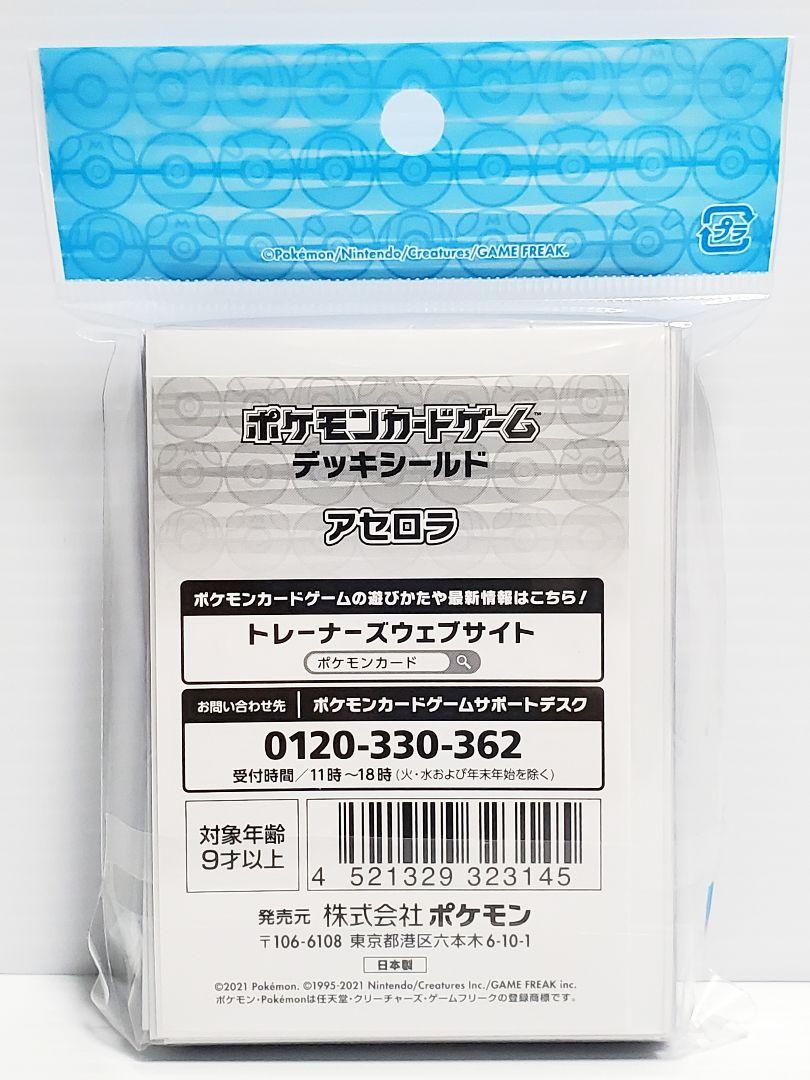 ©Pokémon/Nintendo/Creatures/GAME FREAK.
プラ
ポケモンカードゲーム™
デッキシールド
アセロラ
ポケモンカードゲームの遊びかたや最新情報はこちら!
トレーナーズウェブサイト
ポケモンカード
お問い合わせ先 ポケモンカードゲームサポートデスク
0120-330-362
受付時間/11時~18時(火・水および年末年始を除く)
対象年齢
9才以上
4 521329 323145
発売元 株式会社 ポケモン
〒106-6108 東京都港区六本木6-10-1
日本製
©2021 Pokémon. ©1995-2021 Nintendo/Creatures Inc./GAME FREAK inc.
ポケモン・Pokémonは任天堂・クリーチャーズ・ゲームフリークの登録商標です。